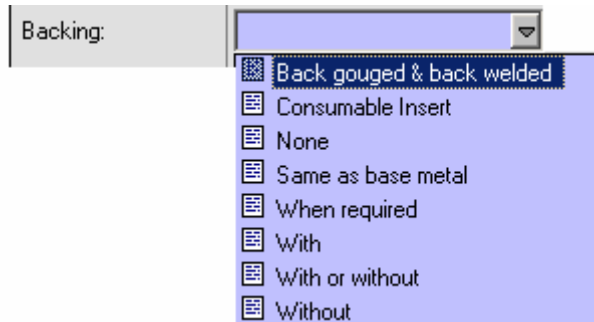 Backing:
Back gouged & back welded
Consumable Insert
None
Same as base metal
When required
With
With or without
Without